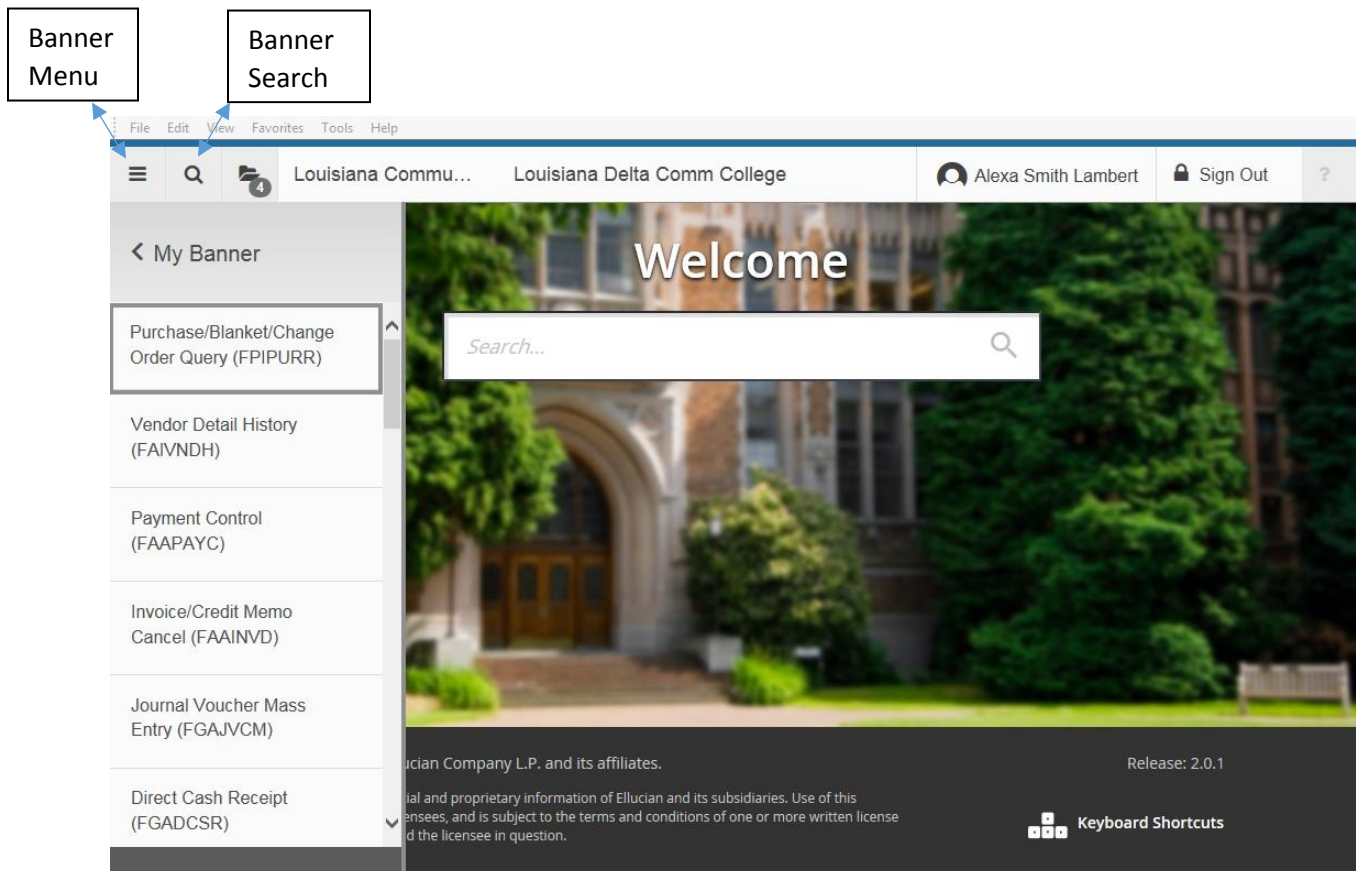 Banner
Menu
Banner
Search
File Edit View Favorites Tools Help
4 Louisiana Commu... Louisiana Delta Comm College Alexa Smith Lambert Sign Out ?
My Banner
Welcome
Search...
Purchase/Blanket/Change
Order Query (FPIPURR)
Vendor Detail History
(FAIVNDH)
Payment Control
(FAAPAYC)
Invoice/Credit Memo
Cancel (FAAINVD)
Journal Voucher Mass
Entry (FGAJVCM)
Direct Cash Receipt
(FGADCSR)
ucian Company L.P. and its affiliates.
Release: 2.0.1
ial and proprietary information of Ellucian and its subsidiaries. Use of this
ensees, and is subject to the terms and conditions of one or more written license
d the licensee in question.
Keyboard Shortcuts